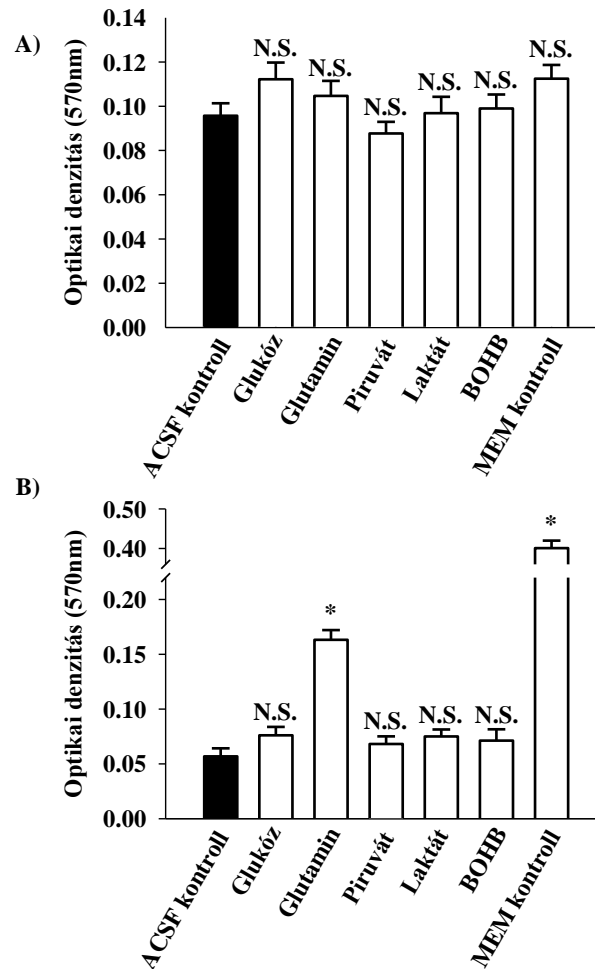 A)
Optikai denzitás (570nm)
0.14
0.12
0.10
0.08
0.06
0.04
0.02
0.00
N.S.
N.S.
N.S.
N.S.
N.S.
N.S.
ACSF kontroll
Glukóz
Glutamin
Piruvát
Laktát
BOHB
MEM kontroll
B)
Optikai denzitás (570nm)
0.50
0.40
0.20
0.15
0.10
0.05
0.00
N.S.
*
N.S.
N.S.
N.S.
*
ACSF kontroll
Glukóz
Glutamin
Piruvát
Laktát
BOHB
MEM kontroll